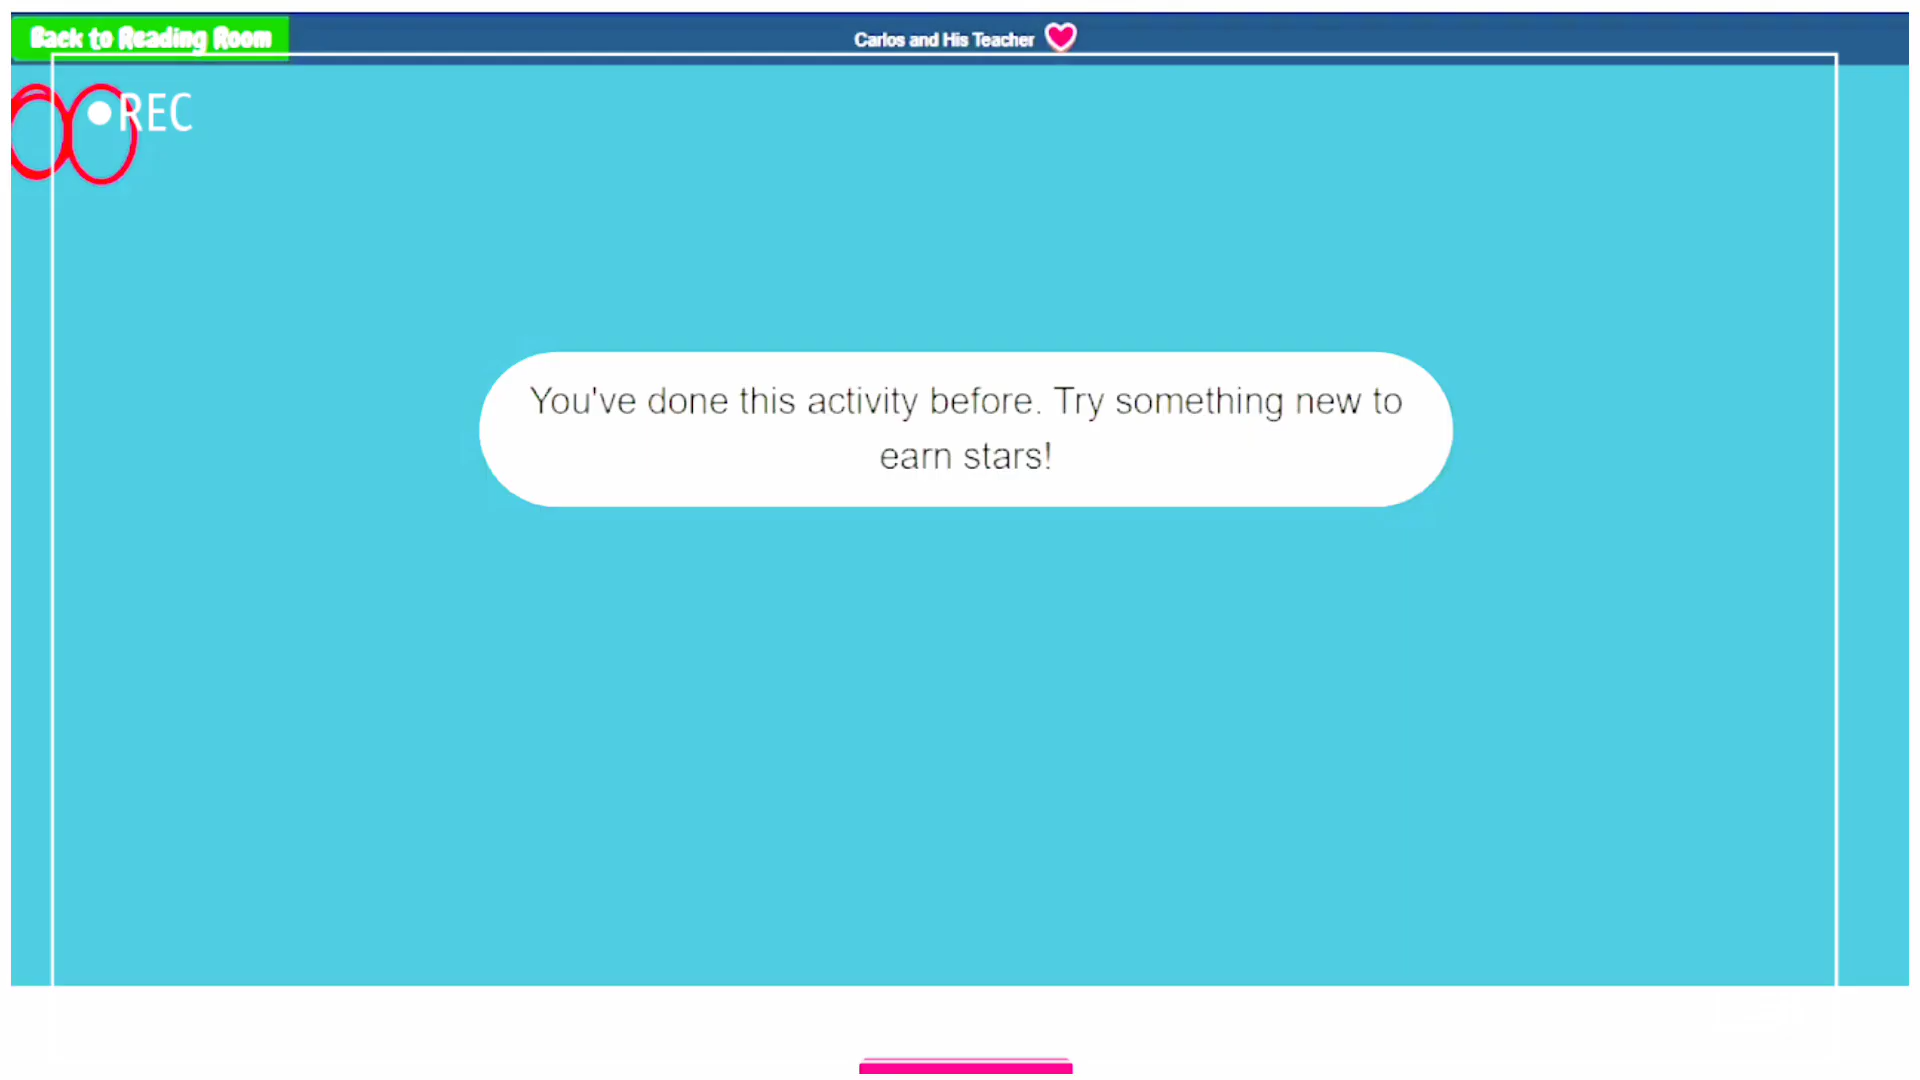 Back to Reading Room
Carlos and His Teacher
REC
You've done this activity before. Try something new to
earn stars!